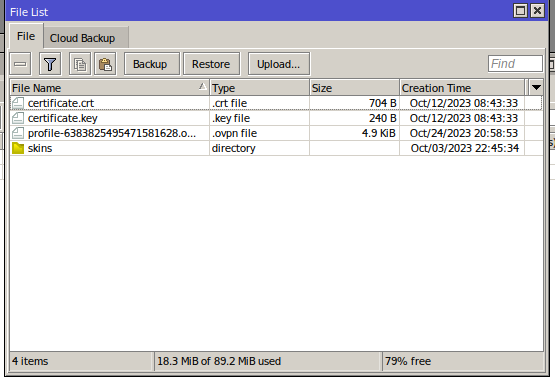 File List
File Cloud Backup
Backup Restore Upload... Find
File Name Type Size Creation Time
certificate.crt .crt file 704 B Oct/12/2023 08:43:33
certificate.key .key file 240 B Oct/12/2023 08:43:33
profile-6383825495471581628.o... .ovpn file 4.9 KiB Oct/24/2023 20:58:53
skins directory Oct/03/2023 22:45:34
4 items 18.3 MiB of 89.2 MiB used 79% free